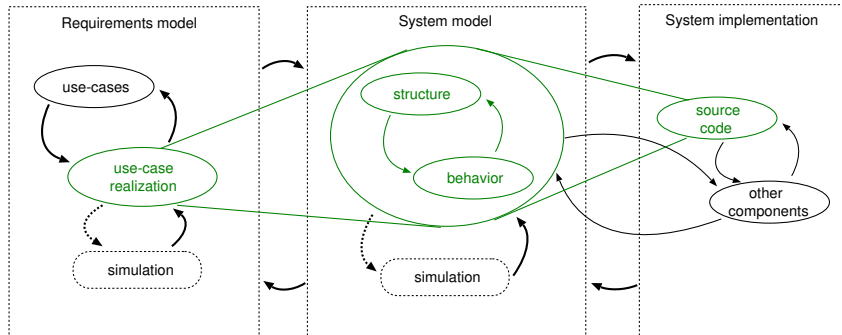 Requirements model
use-cases
use-case
realization
simulation
System model
structure
behavior
simulation
System implementation
source
code
other
components